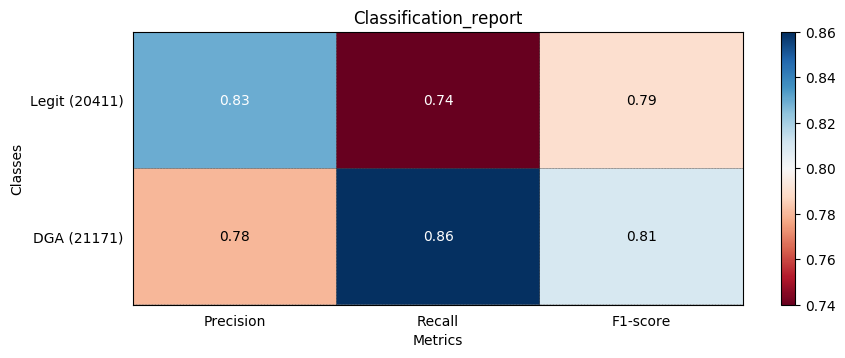 Classification_report
Classes
Legit (20411)
0.83
0.74
0.79
DGA (21171)
0.78
0.86
0.81
Precision
Recall
F1-score
Metrics
0.86
0.84
0.82
0.80
0.78
0.76
0.74